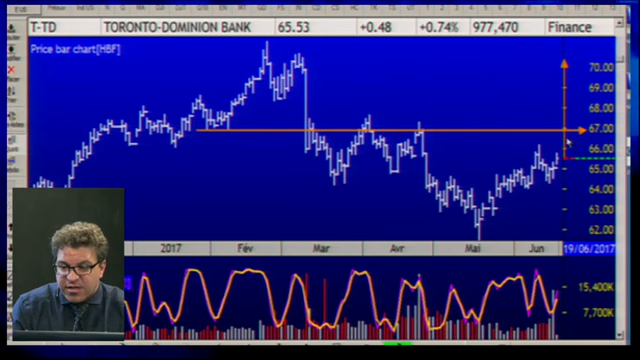 T-TD TORONTO-DOMINION BANK 65.53 +0.48 +0.74% 977,470 Finance
Price bar chart[HBF]
70.00
69.00
68.00
67.00
66.00
65.00
64.00
63.00
62.00
2017 Fév Mar Avr Mai Jun 19/06/2017
15,400K
7,700K